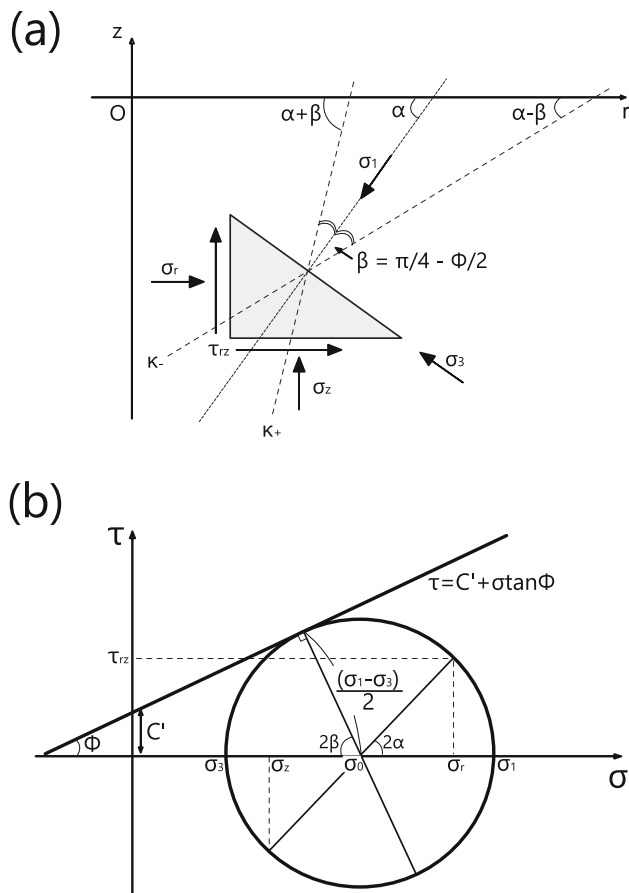 (a)
z
O
α+β
α
α-β
r
σ₁
β = π/4 - Φ/2
σr
τrz
σ₃
κ-
σz
κ+
(b)
τ
τ=C'+σtanΦ
τrz
(σ₁-σ₃)
2
Φ
C'
2β
2α
σ₃
σz
σ₀
σr
σ₁
σ